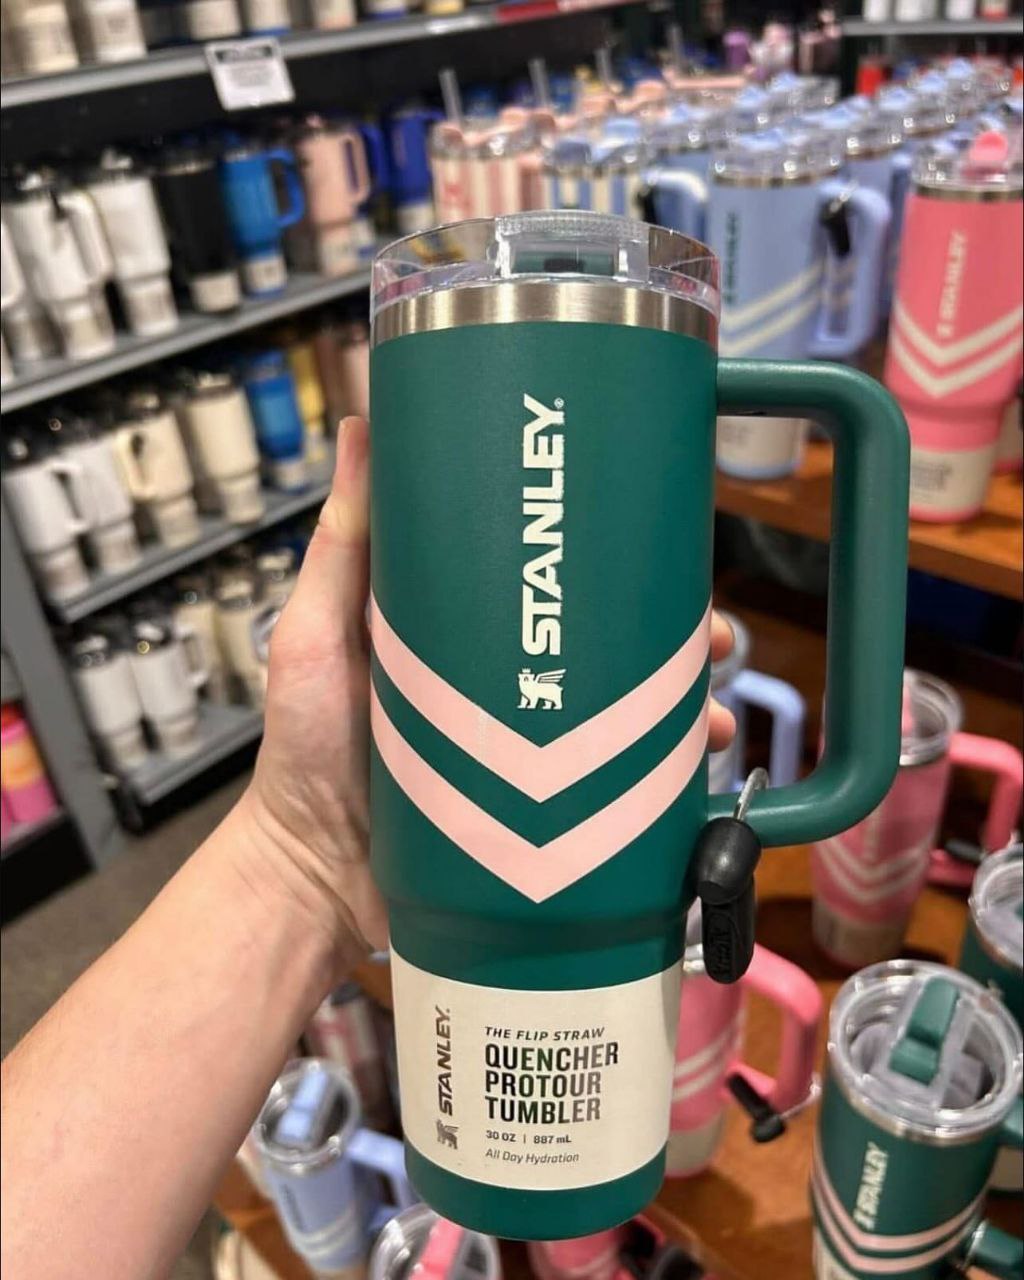 STANLEY®
STANLEY.
THE FLIP STRAW
QUENCHER
PROTOUR
TUMBLER
30 OZ | 887 mL
All Day Hydration
STANLEY
STANLEY